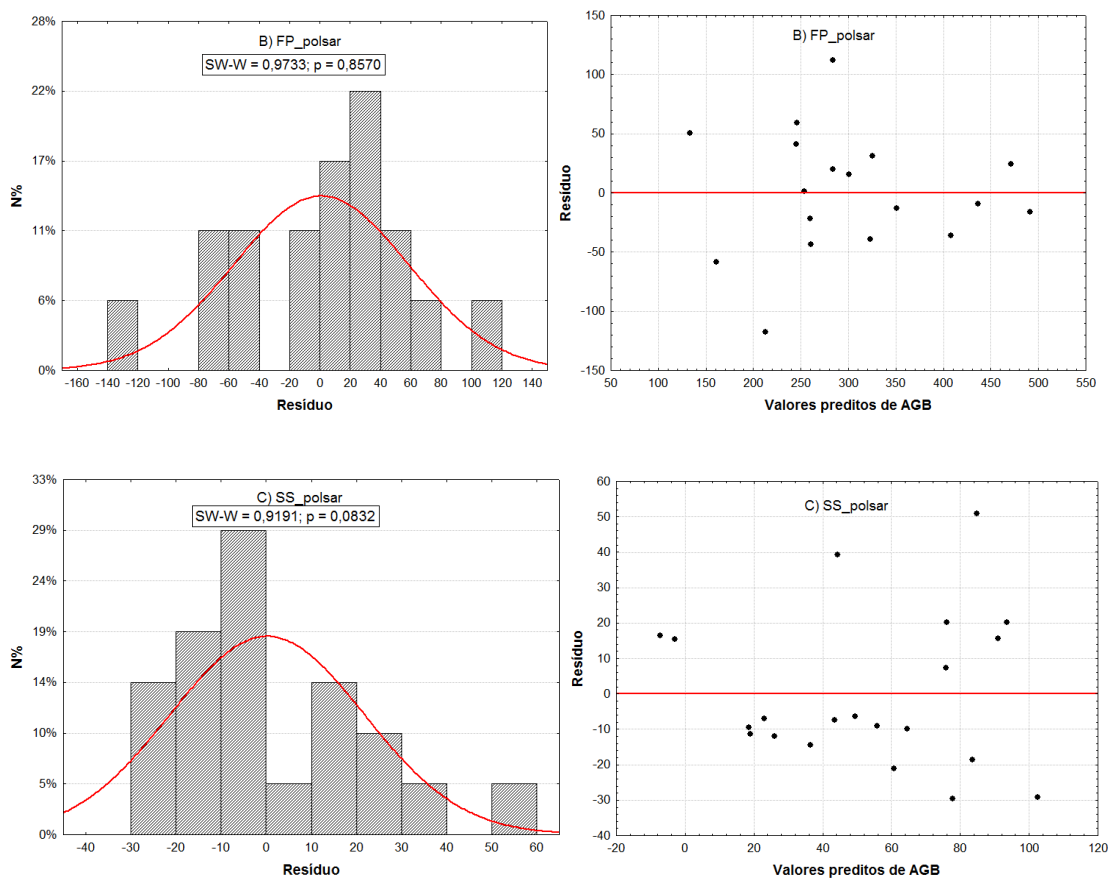 28%
22%
17%
11%
6%
0%
N%
B) FP_polsar
SW-W = 0,9733; p = 0,8570
-160 -140 -120 -100 -80 -60 -40 -20 0 20 40 60 80 100 120 140
Resíduo
150
100
50
0
-50
-100
-150
Resíduo
B) FP_polsar
50 100 150 200 250 300 350 400 450 500 550
Valores preditos de AGB
33%
29%
24%
19%
14%
10%
5%
0%
N%
C) SS_polsar
SW-W = 0,9191; p = 0,0832
-40 -30 -20 -10 0 10 20 30 40 50 60
Resíduo
60
50
40
30
20
10
0
-10
-20
-30
-40
Resíduo
C) SS_polsar
-20 0 20 40 60 80 100 120
Valores preditos de AGB